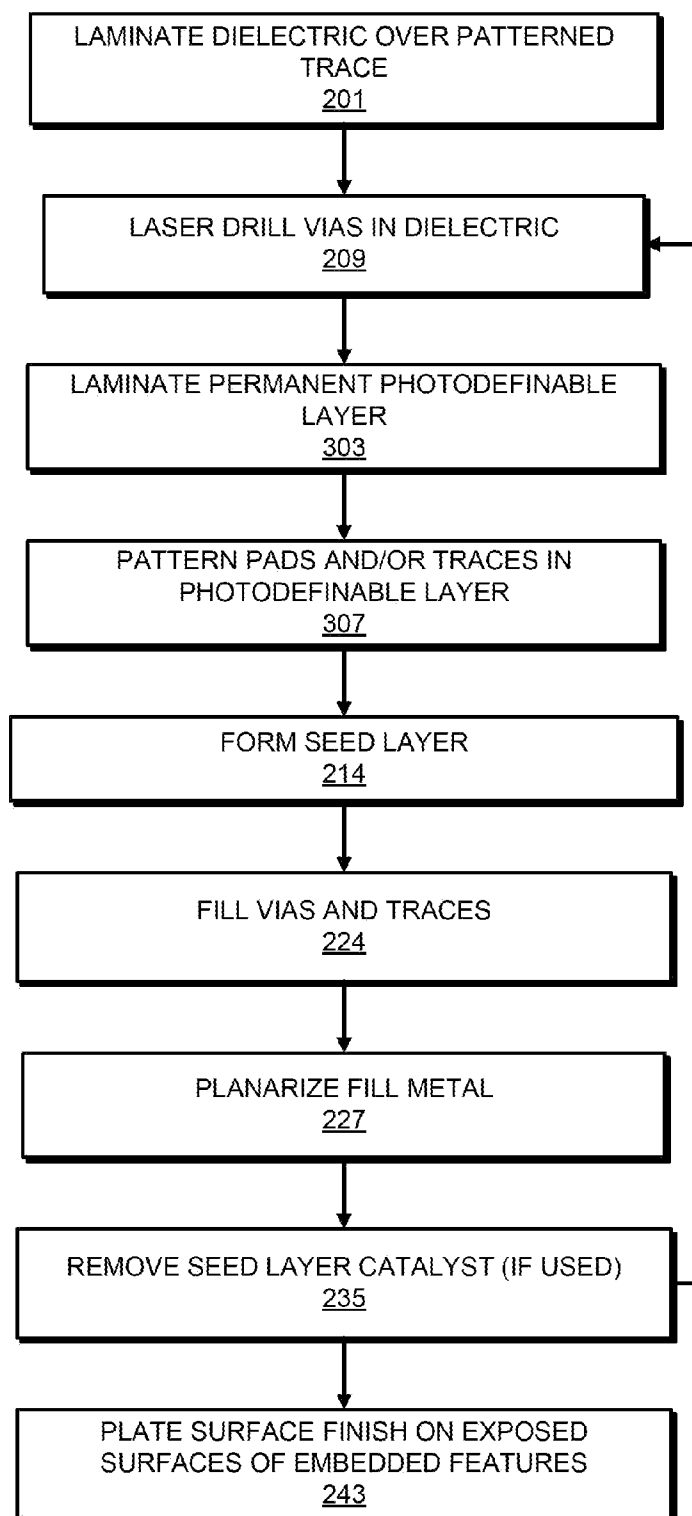 LAMINATE DIELECTRIC OVER PATTERNED
TRACE
201
LASER DRILL VIAS IN DIELECTRIC
209
LAMINATE PERMANENT PHOTODEFINABLE
LAYER
303
PATTERN PADS AND/OR TRACES IN
PHOTODEFINABLE LAYER
307
FORM SEED LAYER
214
FILL VIAS AND TRACES
224
PLANARIZE FILL METAL
227
REMOVE SEED LAYER CATALYST (IF USED)
235
PLATE SURFACE FINISH ON EXPOSED
SURFACES OF EMBEDDED FEATURES
243